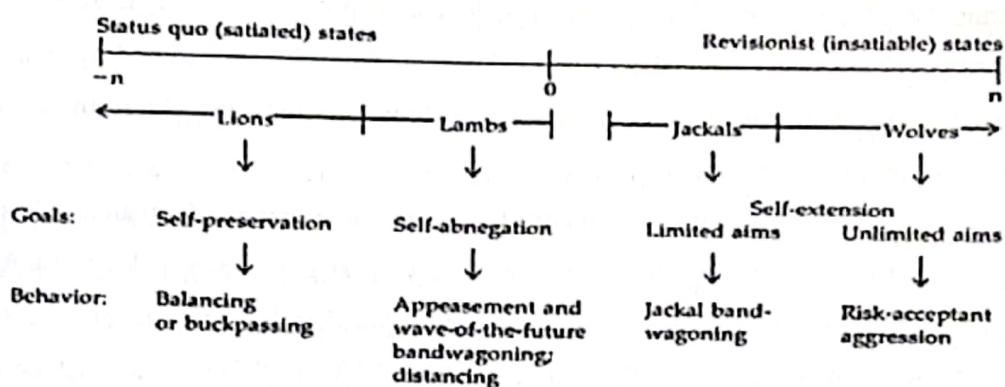 Status quo (satiated) states
Revisionist (insatiable) states
−n
0
n
Lions
Lambs
Jackals
Wolves
Goals:
Self-preservation
Self-abnegation
Self-extension
Limited aims
Unlimited aims
Behavior:
Balancing
or buckpassing
Appeasement and
wave-of-the-future
bandwagoning;
distancing
Jackal band-
wagoning
Risk-acceptant
aggression